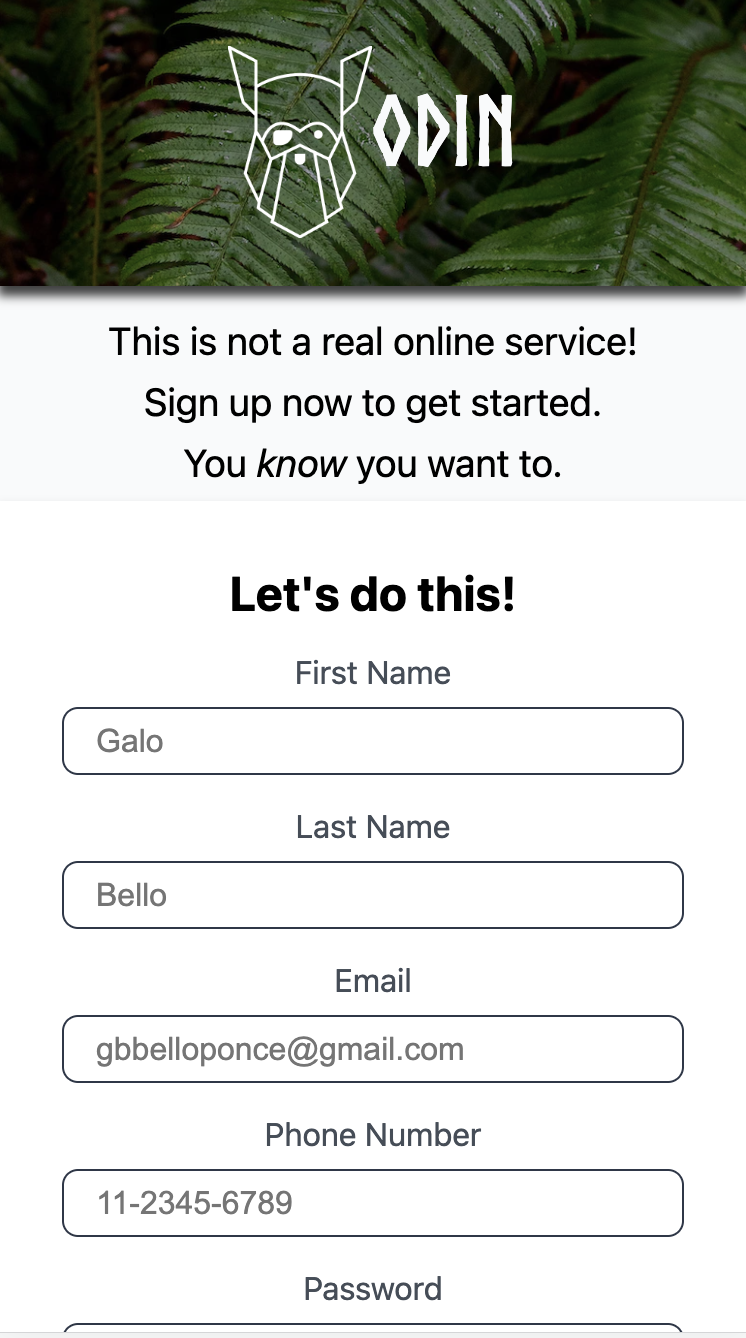 ODIN
This is not a real online service!
Sign up now to get started.
You know you want to.
Let's do this!
First Name
Galo
Last Name
Bello
Email
gbbelloponce@gmail.com
Phone Number
11-2345-6789
Password